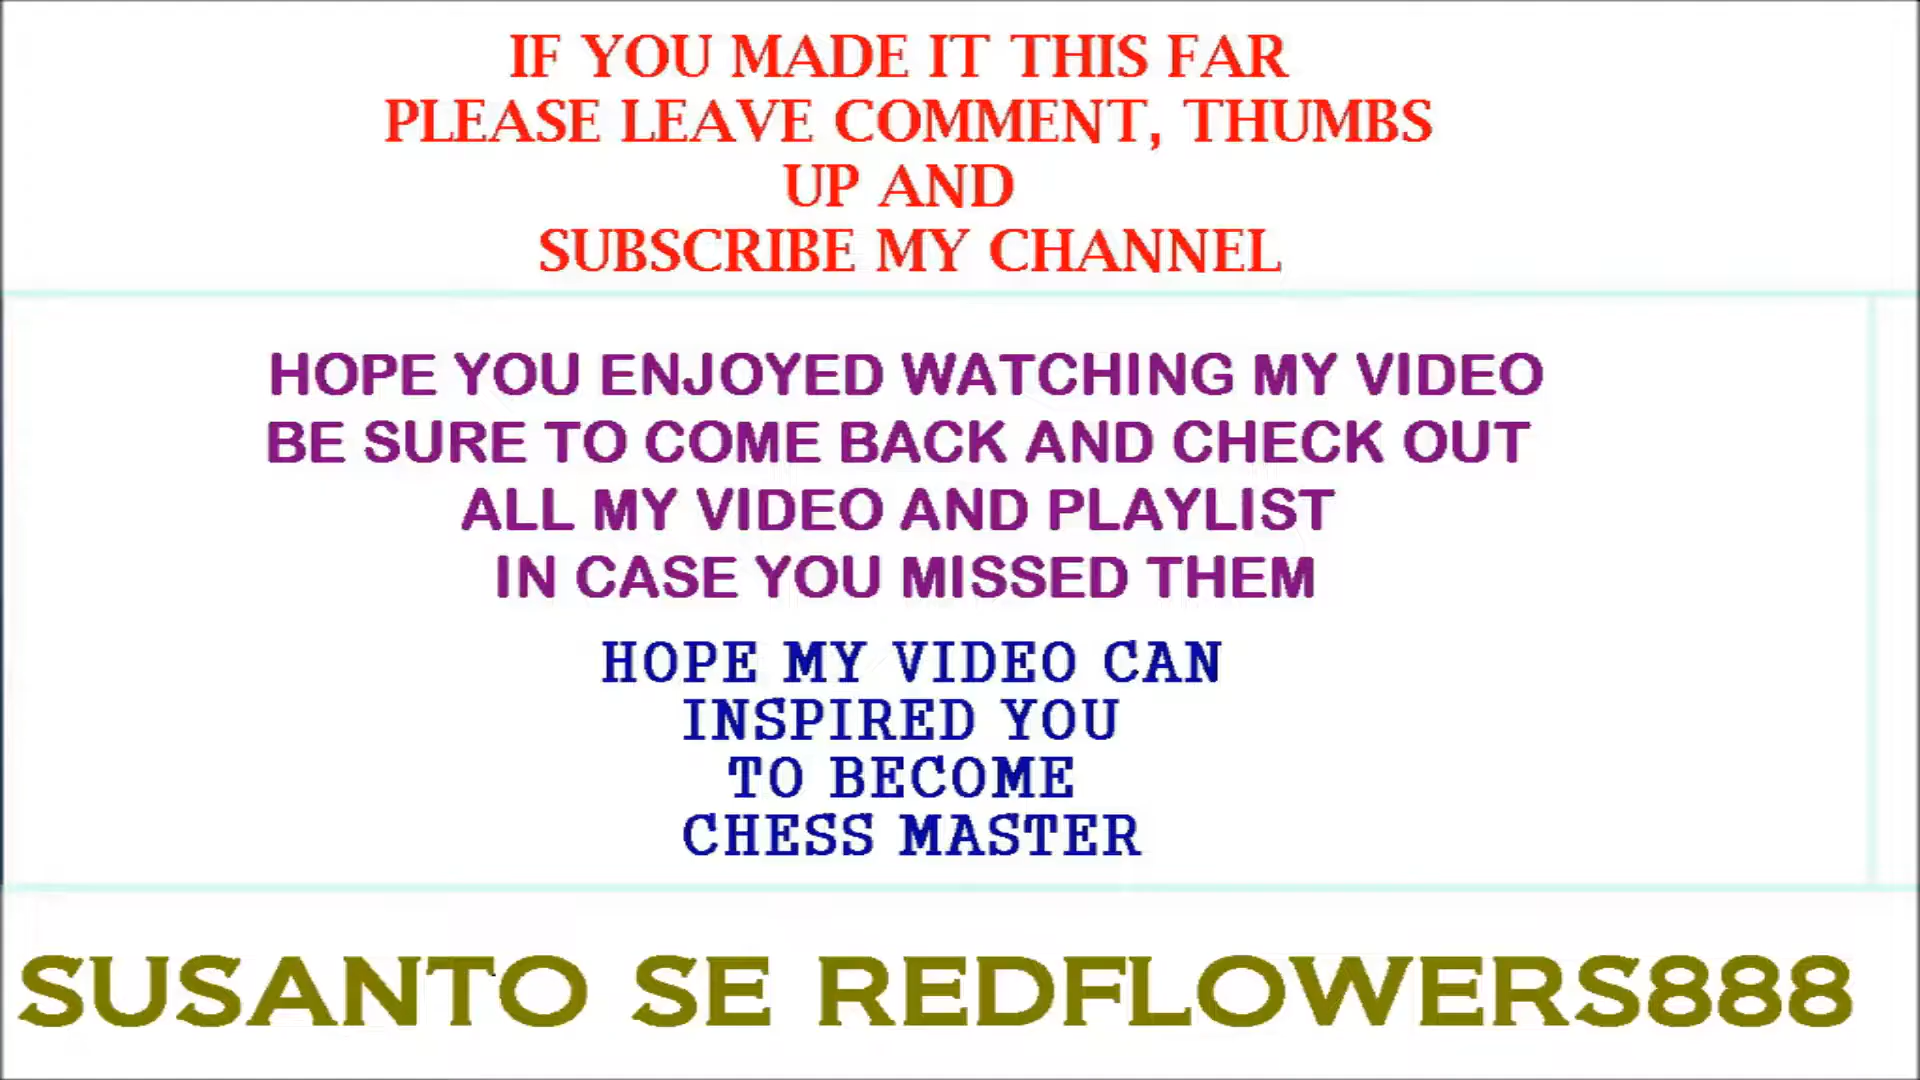 IF YOU MADE IT THIS FAR
PLEASE LEAVE COMMENT, THUMBS
UP AND
SUBSCRIBE MY CHANNEL
HOPE YOU ENJOYED WATCHING MY VIDEO
BE SURE TO COME BACK AND CHECK OUT
ALL MY VIDEO AND PLAYLIST
IN CASE YOU MISSED THEM
HOPE MY VIDEO CAN
INSPIRED YOU
TO BECOME
CHESS MASTER
SUSANTO SE REDFLOWERS888